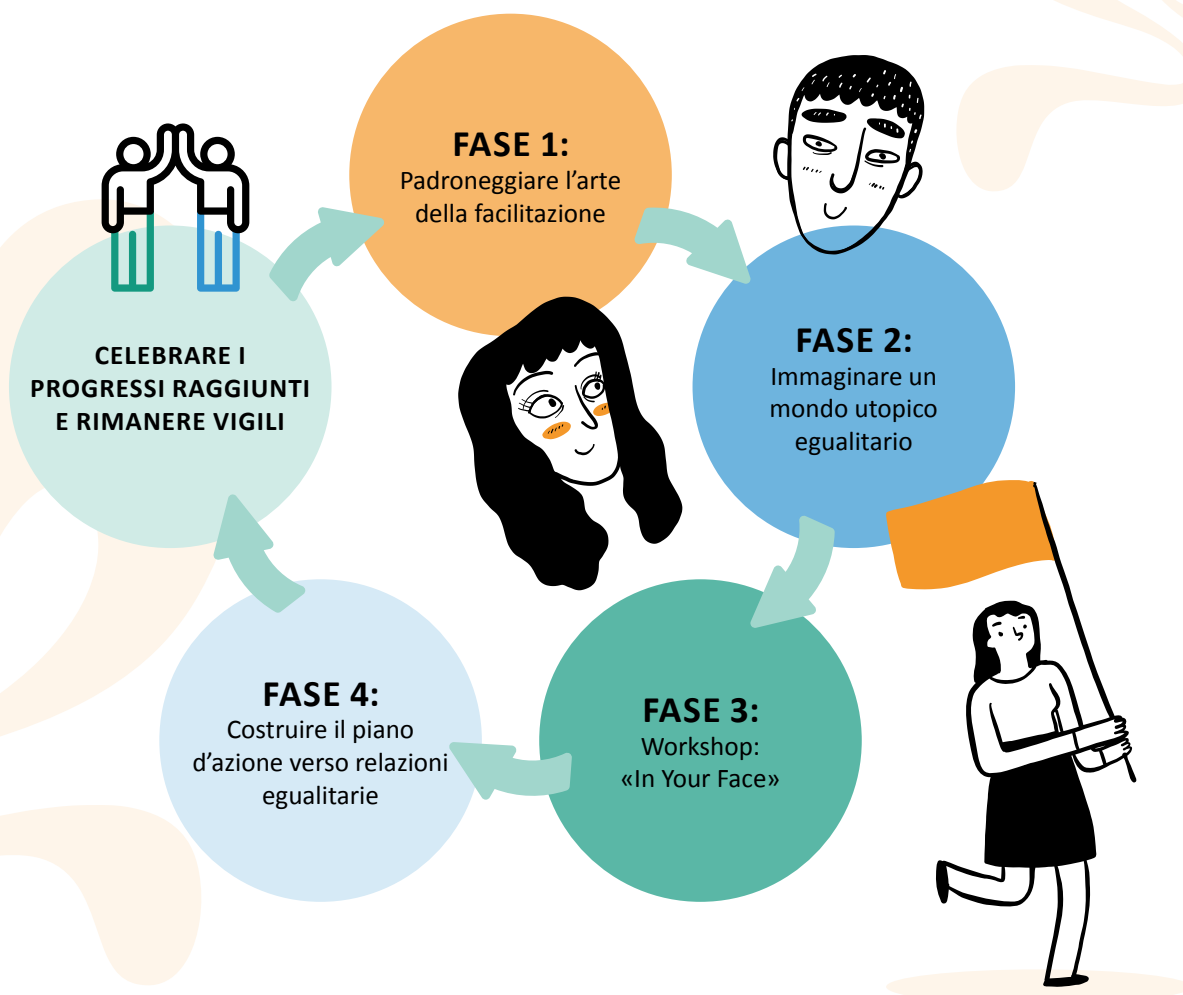 FASE 1:
Padroneggiare l’arte
della facilitazione
FASE 2:
Immaginare un
mondo utopico
egualitario
FASE 3:
Workshop:
«In Your Face»
FASE 4:
Costruire il piano
d’azione verso relazioni
egualitarie
CELEBRARE I
PROGRESSI RAGGIUNTI
E RIMANERE VIGILI